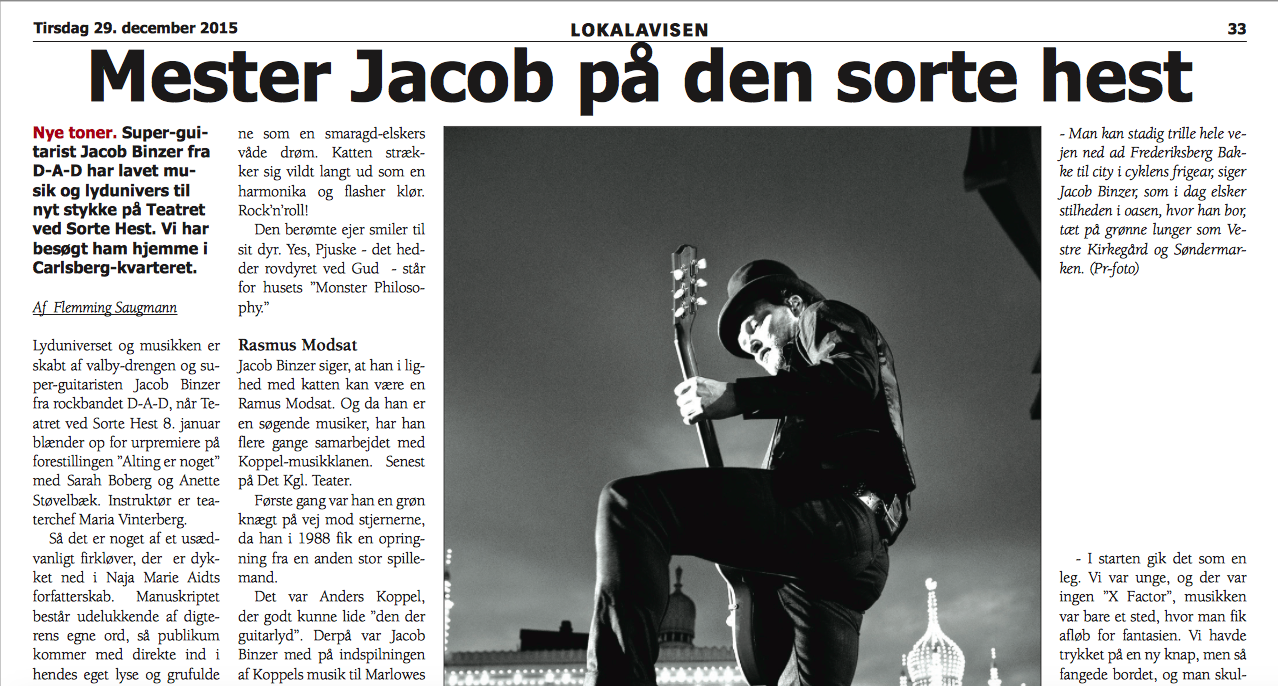 Tirsdag 29. december 2015
LOKALAVISEN
33
Mester Jacob på den sorte hest
Nye toner. Super-gui-
tarist Jacob Binzer fra
D-A-D har lavet mu-
sik og lydunivers til
nyt stykke på Teatret
ved Sorte Hest. Vi har
besøgt ham hjemme i
Carlsberg-kvarteret.
Af Flemming Saugmann
Lyduniverset og musikken er
skabt af valby-drengen og su-
per-guitaristen Jacob Binzer
fra rockbandet D-A-D, når Te-
atret ved Sorte Hest 8. januar
blænder op for urpremiere på
forestillingen ”Alting er noget”
med Sarah Boberg og Anette
Støvelbæk. Instruktør er tea-
terchef Maria Vinterberg.
Så det er noget af et usæd-
vanligt firkløver, der er dyk-
ket ned i Naja Marie Aidts
forfatterskab. Manuskriptet
består udelukkende af digte-
rens egne ord, så publikum
kommer med direkte ind i
hendes eget lyse og grufulde
ne som en smaragd-elskers
våde drøm. Katten stræk-
ker sig vildt langt ud som en
harmonika og flasher klør.
Rock’n’roll!
Den berømte ejer smiler til
sit dyr. Yes, Pjuske - det hed-
der rovdyret ved Gud - står
for husets ”Monster Philoso-
phy.”
Rasmus Modsat
Jacob Binzer siger, at han i lig-
hed med katten kan være en
Ramus Modsat. Og da han er
en søgende musiker, har han
flere gange samarbejdet med
Koppel-musikklanen. Senest
på Det Kgl. Teater.
Første gang var han en grøn
knægt på vej mod stjernerne,
da han i 1988 fik en opring-
ning fra en anden stor spille-
mand.
Det var Anders Koppel,
der godt kunne lide ”den der
guitarlyd”. Derpå var Jacob
Binzer med på indspilningen
af Koppels musik til Marlowes
- Man kan stadig trille hele ve-
jen ned ad Frederiksberg Bak-
ke til city i cyklens frigear, siger
Jacob Binzer, som i dag elsker
stilheden i oasen, hvor han bor,
tæt på grønne lunger som Ve-
stre Kirkegård og Søndermar-
ken. (Pr-foto)
- I starten gik det som en
leg. Vi var unge, og der var
ingen ”X Factor”, musikken
var bare et sted, hvor man fik
afløb for fantasien. Vi havde
trykket på en ny knap, men så
fangede bordet, og man skul-